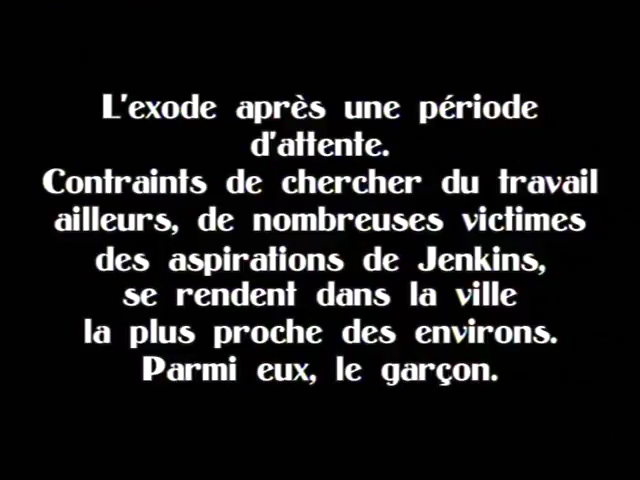 L'exode après une période
d'attente.
Contraints de chercher du travail
ailleurs, de nombreuses victimes
des aspirations de Jenkins,
se rendent dans la ville
la plus proche des environs.
Parmi eux, le garçon.